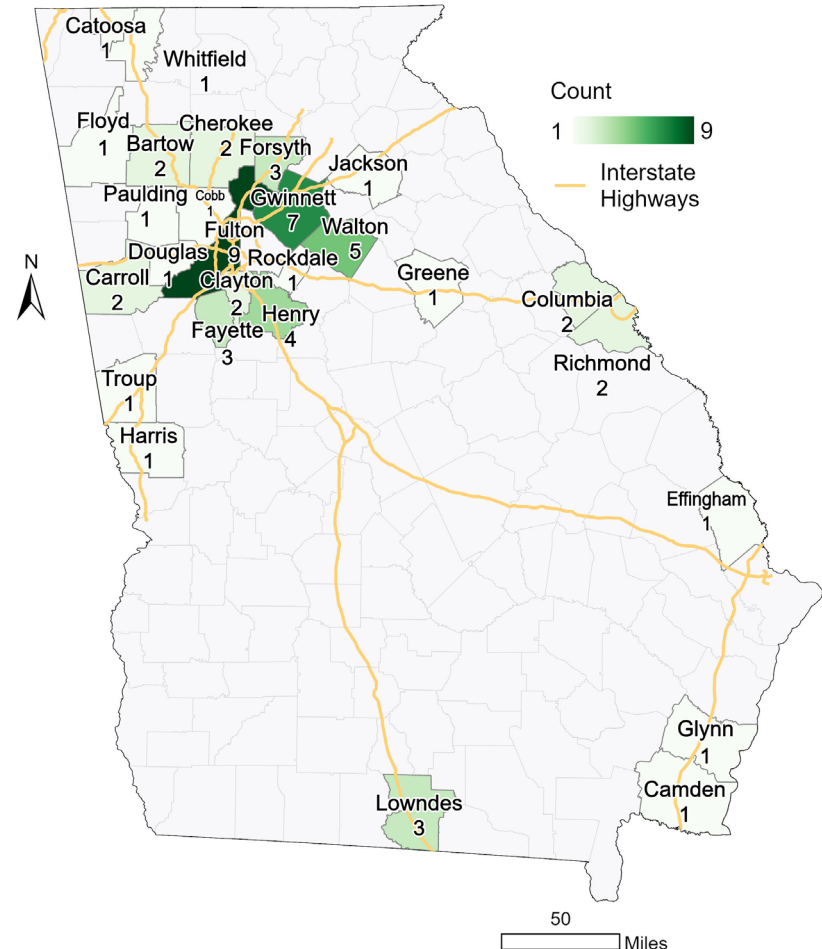 Catoosa
1
Whitfield
1
Count
1 9
Interstate
Highways
Floyd
1
Bartow
2
Cherokee
2
Forsyth
3
Jackson
1
Paulding
1
Cobb
1
Gwinnett
7
Walton
5
Fulton
9
Douglas
1
Rockdale
1
N
Carroll
2
Clayton
2
Greene
1
Henry
4
Fayette
3
Columbia
2
Richmond
2
Troup
1
Harris
1
Effingham
1
Glynn
1
Camden
1
Lowndes
3
50
Miles